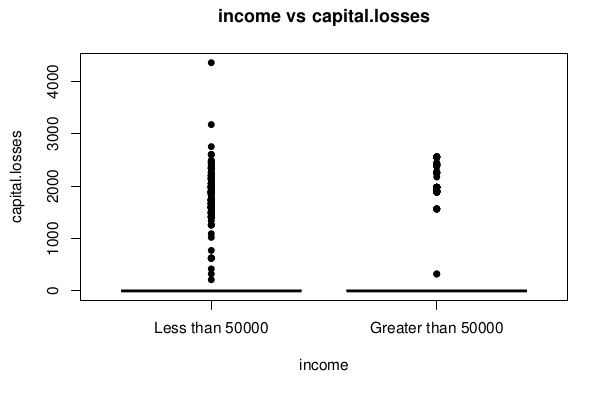 income vs capital.losses
capital.losses
4000
3000
2000
1000
0
Less than 50000
Greater than 50000
income